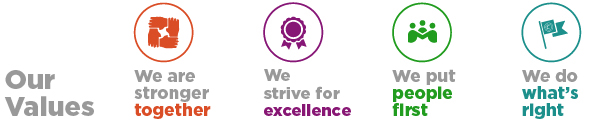 Our
Values
We are
stronger
together
We
strive for
excellence
We put
people
first
We do
what's
right